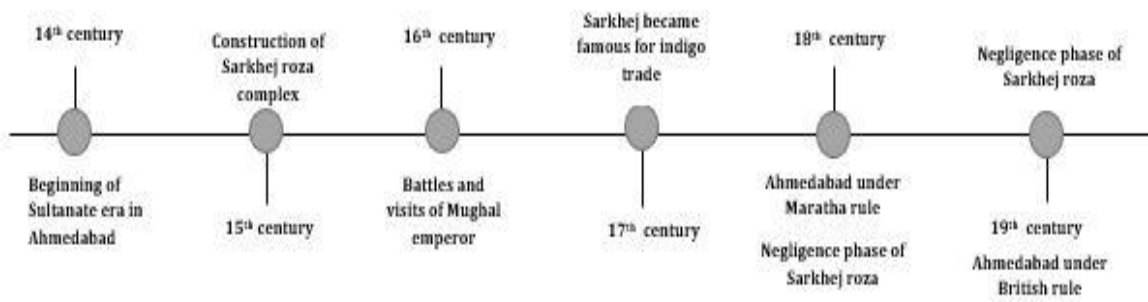 14th century
Beginning of
Sultanate era in
Ahmedabad
Construction of
Sarkhej roza
complex
15th century
16th century
Battles and
visits of Mughal
emperor
Sarkhej became
famous for indigo
trade
17th century
18th century
Ahmedabad under
Maratha rule
Negligence phase of
Sarkhej roza
Negligence phase of
Sarkhej roza
19th century
Ahmedabad under
British rule